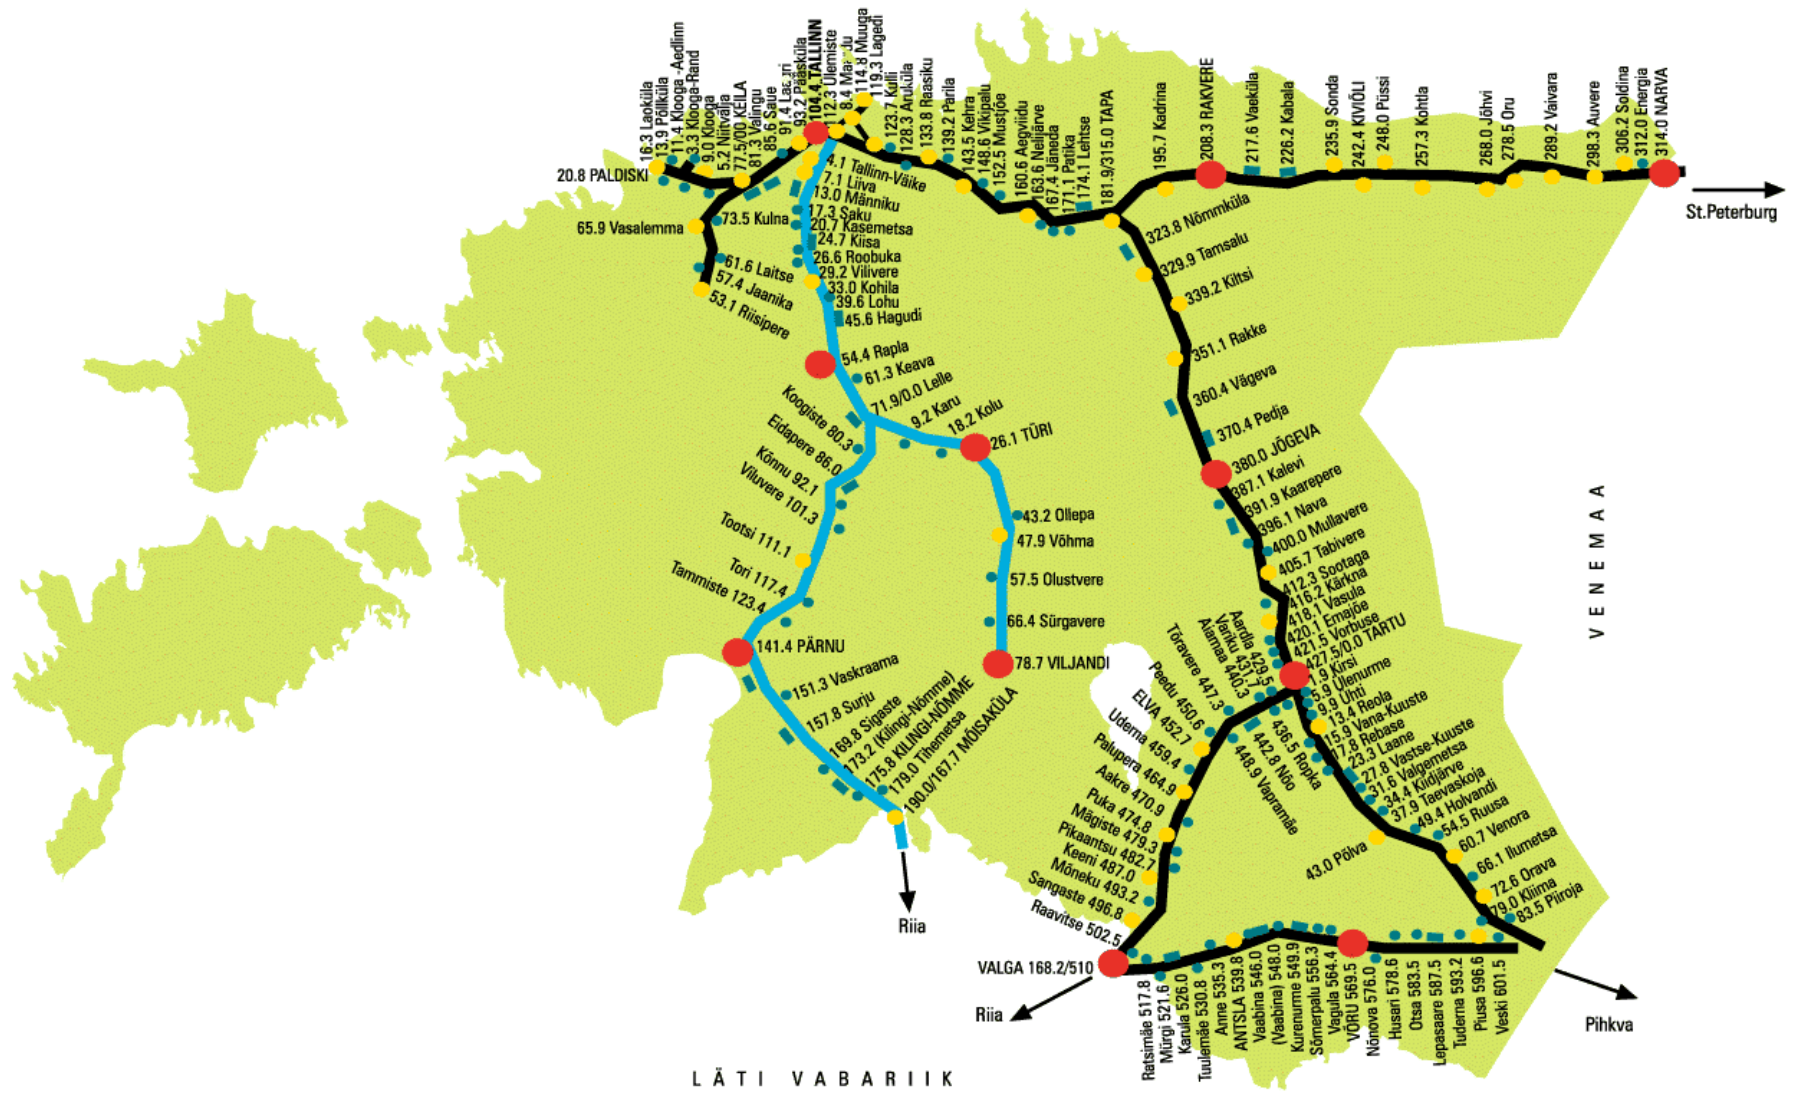 16.3 Laoküla
13.9 Põllküla
11.4 Klooga -Aedlinn
3.3 Klooga-Rand
9.0 Klooga
5.2 Niitvälja
77.5/00 KEILA
81.3 Valingu
85.6 Saue
91.4
93.2 Pääsküla
104.4 TALLINN
112.3 Ülemiste
8.4
114.8 Muuga
119.3 Lagedi
123.7 Kulli
128.3 Aruküla
133.8 Raasiku
139.2 Parila
143.5 Kehra
148.6 Vikipalu
152.5 Mustjõe
160.6 Aegviidu
163.6 Nelijärve
167.4 Jäneda
171.1 Patika
174.1 Lehtse
181.9/315.0 TAPA
195.7 Kadrina
208.3 RAKVERE
217.6 Vaeküla
226.2 Kabala
235.9 Sonda
242.4 KIVIÕLI
248.0 Püssi
257.3 Kohtla
268.0 Jõhvi
278.5 Oru
289.2 Vaivara
298.3 Auvere
306.2 Soldina
312.0 Energia
314.0 NARVA
St.Peterburg
20.8 PALDISKI
65.9 Vasalemma
73.5 Kulna
61.6 Laitse
57.4 Jaanika
53.1 Riisipere
4.1 Tallinn-Väike
7.1 Liiva
13.0 Männiku
17.3 Saku
20.7 Kasemetsa
24.7 Kiisa
26.6 Roobuka
29.2 Vilivere
33.0 Kohila
39.6 Lohu
45.6 Hagudi
54.4 Rapla
61.3 Keava
71.9/0.0 Lelle
9.2 Karu
18.2 Kolu
26.1 TÜRI
43.2 Ollepa
47.9 Võhma
57.5 Olustvere
66.4 Sürgavere
78.7 VILJANDI
Koogiste 80.3
Eidapere 86.0
Kõnnu 92.1
Viluvere 101.3
Tootsi 111.1
Tori 117.4
Tammiste 123.4
141.4 PÄRNU
151.3 Vaskraama
157.8 Surju
169.8 Sigaste
173.2 (Kilingi-Nõmme)
175.8 KILINGI-NÕMME
179.0 Tihemetsa
190.0/167.7 MÕISAKÜLA
Riia
323.8 Nõmmküla
329.9 Tamsalu
339.2 Kiltsi
351.1 Rakke
360.4 Vägeva
370.4 Pedja
380.0 JÕGEVA
387.1 Kalevi
391.9 Kaarepere
396.1 Nava
400.0 Mullavere
405.7 Tabivere
412.3 Sootaga
416.2 Kärkna
418.1 Vasula
420.1 Emajõe
421.5 Vorbuse
427.5/0.0 TARTU
1.9 Kirsi
5.9 Ülenurme
9.9 Uhti
13.4 Reola
15.9 Vana-Kuuste
17.8 Rebase
23.3 Laane
27.8 Vastse-Kuuste
31.6 Valgemetsa
34.4 Kiidjärve
37.9 Taevaskoja
43.0 Põlva
49.4 Holvandi
54.5 Ruusa
60.7 Venora
66.1 Ilumetsa
72.6 Orava
79.0 Kliima
83.5 Piiroja
Pihkva
Aardla 429.5
Variku 431.7
436.5 Ropka
Aiamaa 440.3
442.8 Nõo
Tõravere 447.3
448.9 Vapramäe
Peedu 450.6
ELVA 452.7
Uderna 459.4
Palupera 464.9
Aakre 470.9
Puka 474.8
Mägiste 479.3
Pikaantsu 482.7
Keeni 487.0
Mõneku 493.2
Sangaste 496.8
Raavitse 502.5
VALGA 168.2/510
Riia
Ratsimäe 517.8
Mürgi 521.6
Karula 526.0
Tuulemäe 530.8
Anne 535.3
ANTSLA 539.8
Vaabina 546.0
(Vaabina) 548.0
Kurenurme 549.9
Sõmerpalu 556.3
Vagula 564.4
VÕRU 569.5
Nõnova 576.0
Husari 578.6
Otsa 583.5
Lepasaare 587.5
Tuderna 593.2
Piusa 596.6
Veski 601.5
VENEMAA
LÄTI VABARIIK